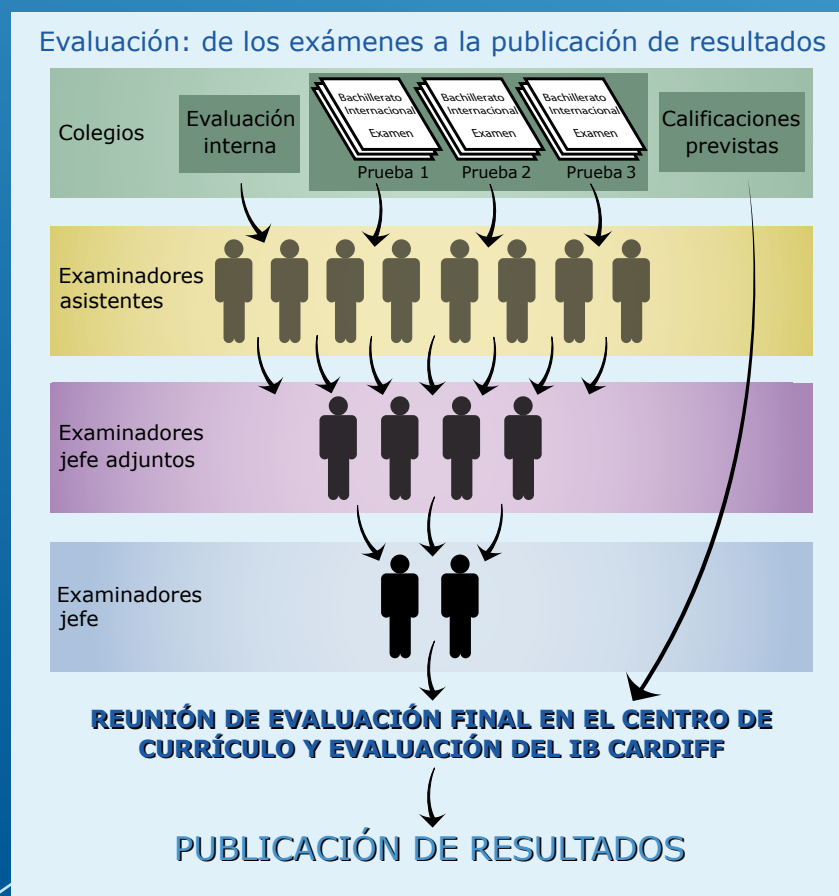 Evaluación: de los exámenes a la publicación de resultados
Colegios
Evaluación
interna
Bachillerato
Internacional
Examen
Prueba 1
Bachillerato
Internacional
Examen
Prueba 2
Bachillerato
Internacional
Examen
Prueba 3
Calificaciones
previstas
Examinadores
asistentes
Examinadores
jefe adjuntos
Examinadores
jefe
REUNIÓN DE EVALUACIÓN FINAL EN EL CENTRO DE
CURRÍCULO Y EVALUACIÓN DEL IB CARDIFF
PUBLICACIÓN DE RESULTADOS